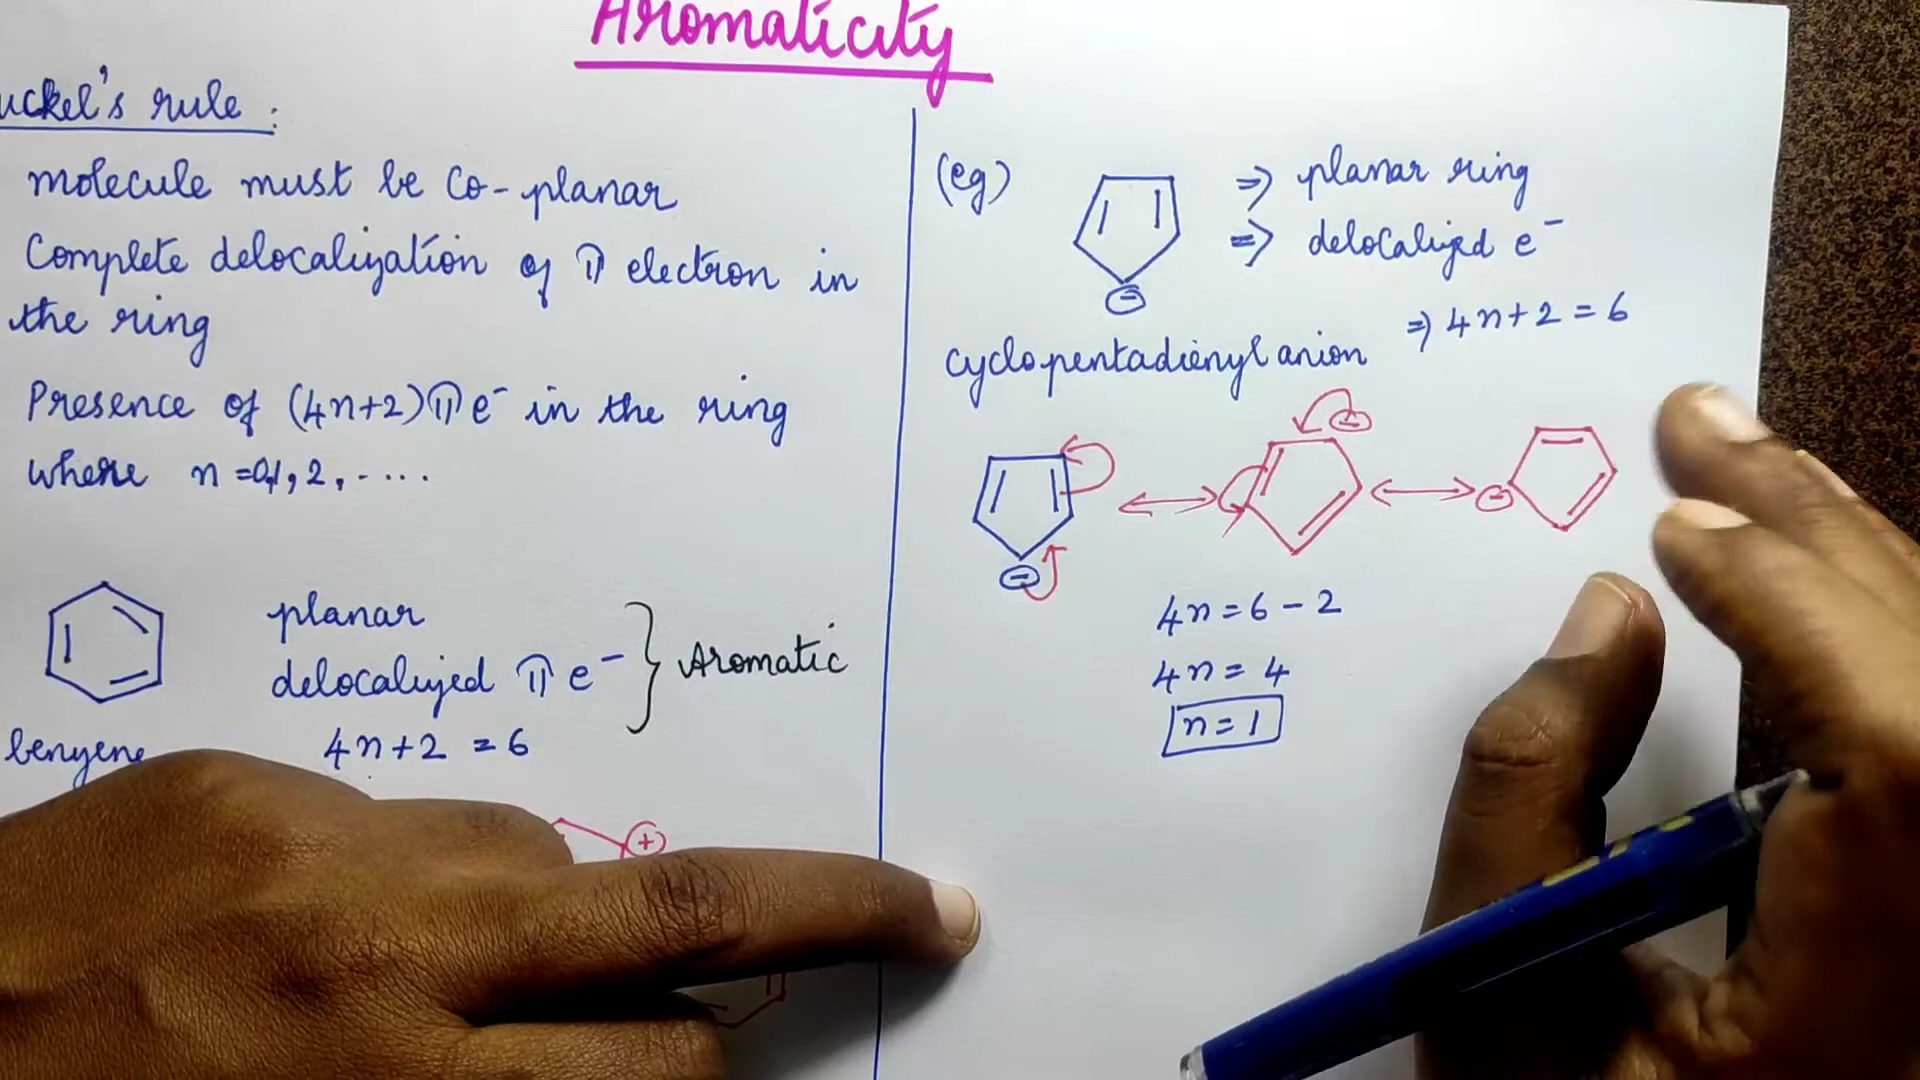 Aromaticity
uckel's rule :
molecule must be Co-planar
Complete delocalization of π electron in
the ring
Presence of (4n+2)πe⁻ in the ring
where n=0,1,2,.....
planar
delocalized π e⁻ } Aromatic
benzene 4n+2 = 6
+
(eg) ⇒ planar ring
⇒ delocalized e⁻
⊖
cyclopentadienyl anion ⇒ 4n+2 = 6
⊖
⊖
⊖
4n = 6 - 2
4n = 4
n = 1